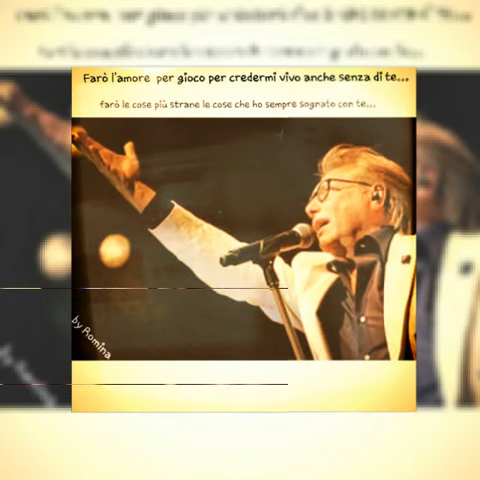 Farò l'amore per gioco per credermi vivo anche senza di te...
farò le cose più strane le cose che ho sempre sognato con te...
by Romina